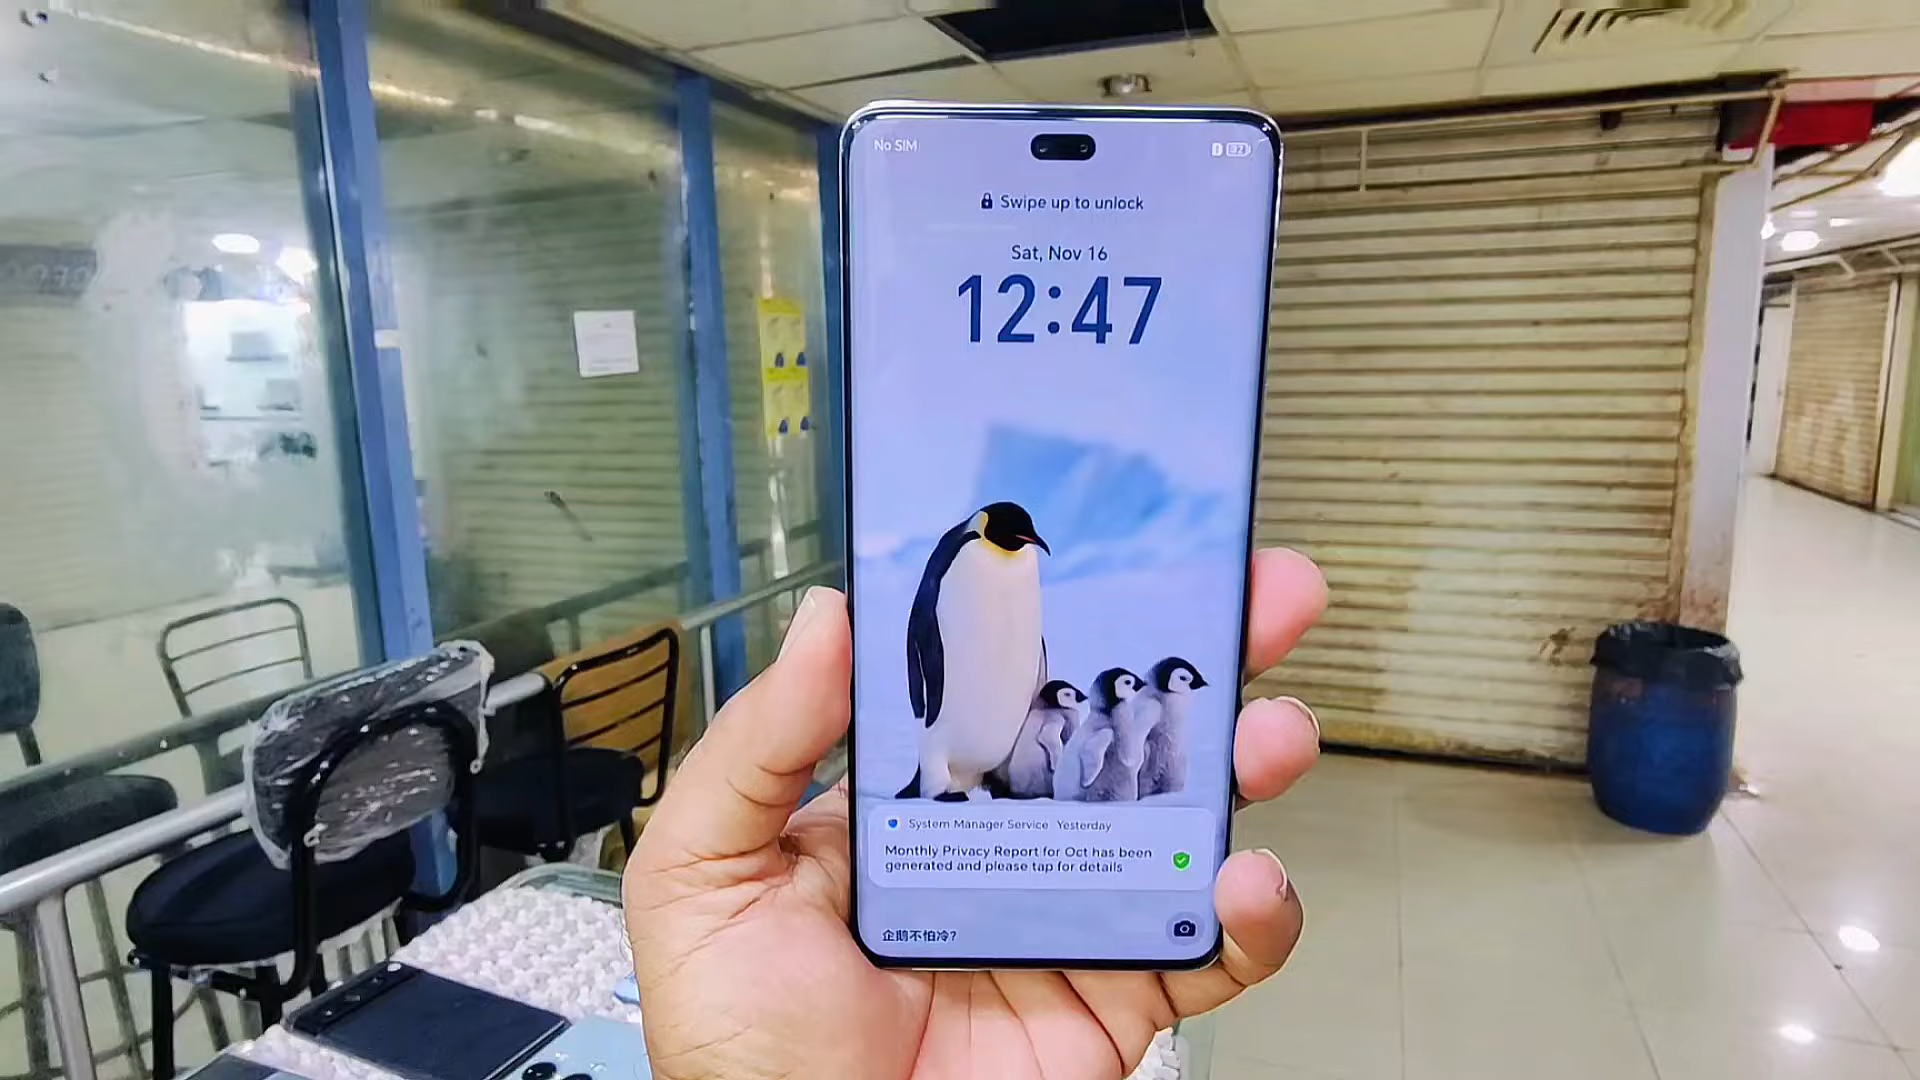 No SIM
92
Swipe up to unlock
Sat, Nov 16
12:47
System Manager Service Yesterday
Monthly Privacy Report for Oct has been
generated and please tap for details
企鹅不怕冷?